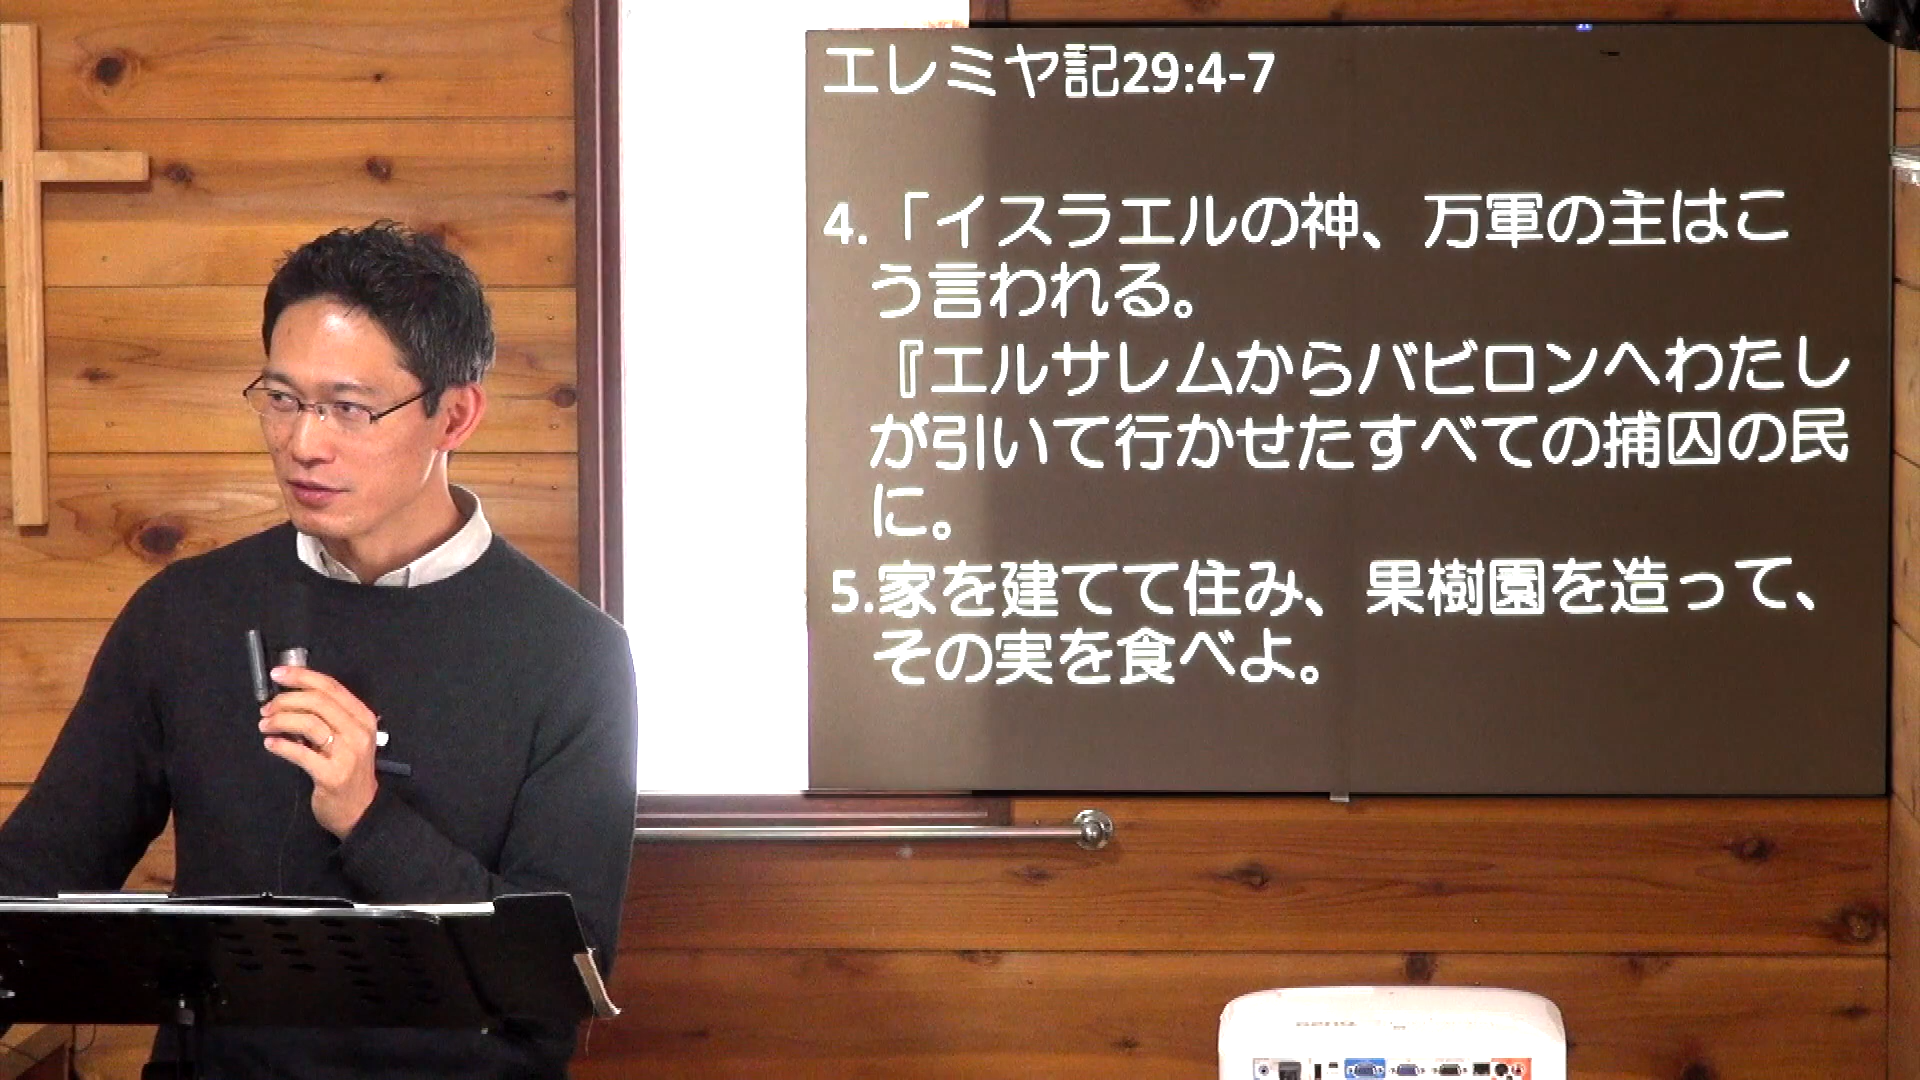 エレミヤ記29:4-7
4.「イスラエルの神、万軍の主はこ
う言われる。
『エルサレムからバビロンへわたし
が引いて行かせたすべての捕囚の民
に。
5.家を建てて住み、果樹園を造って、
その実を食べよ。